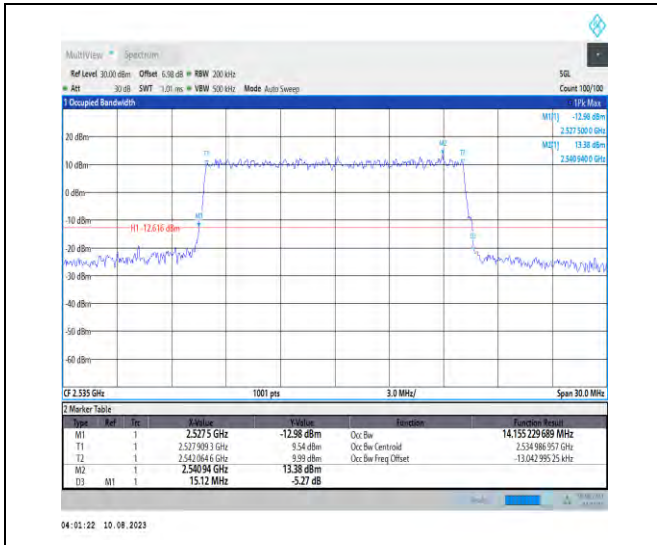 MultiView Spectrum
Ref Level 30.00 dBm Offset 6.98 dB RBW 200 kHz SGL
Att 30 dB SWT 1.01 ms VBW 500 kHz Mode Auto Sweep Count 100/100
1 Occupied Bandwidth 1Pk Max
M1[1] -12.98 dBm
2.527 500 0 GHz
M2[1] 13.38 dBm
2.540 940 0 GHz
20 dBm
M2
T1
T2
10 dBm
0 dBm
-10 dBm
H1 -12.616 dBm
-20 dBm
-30 dBm
-40 dBm
-50 dBm
-60 dBm
CF 2.535 GHz 1001 pts 3.0 MHz/ Span 30.0 MHz
2 Marker Table
Type Ref Trc X-Value Y-Value Function Function Result
M1 1 2.5275 GHz -12.98 dBm Occ Bw 14.155 229 689 MHz
T1 1 2.527 909 3 GHz 9.54 dBm Occ Bw Centroid 2.534 986 957 GHz
T2 1 2.542 064 6 GHz 9.99 dBm Occ Bw Freq Offset -13.042 995 25 kHz
M2 1 2.540 94 GHz 13.38 dBm
D3 M1 1 15.12 MHz -5.27 dB
04:01:22 10.08.2023